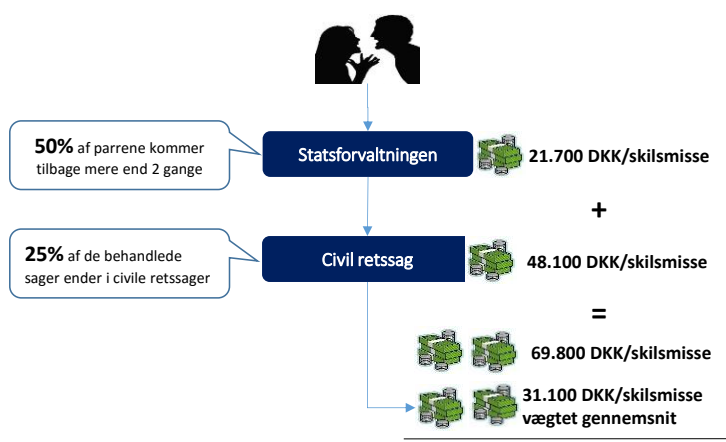 50% af parrene kommer
tilbage mere end 2 gange
Statsforvaltningen
21.700 DKK/skilsmisse
+
25% af de behandlede
sager ender i civile retssager
Civil retssag
48.100 DKK/skilsmisse
=
69.800 DKK/skilsmisse
31.100 DKK/skilsmisse
vægtet gennemsnit